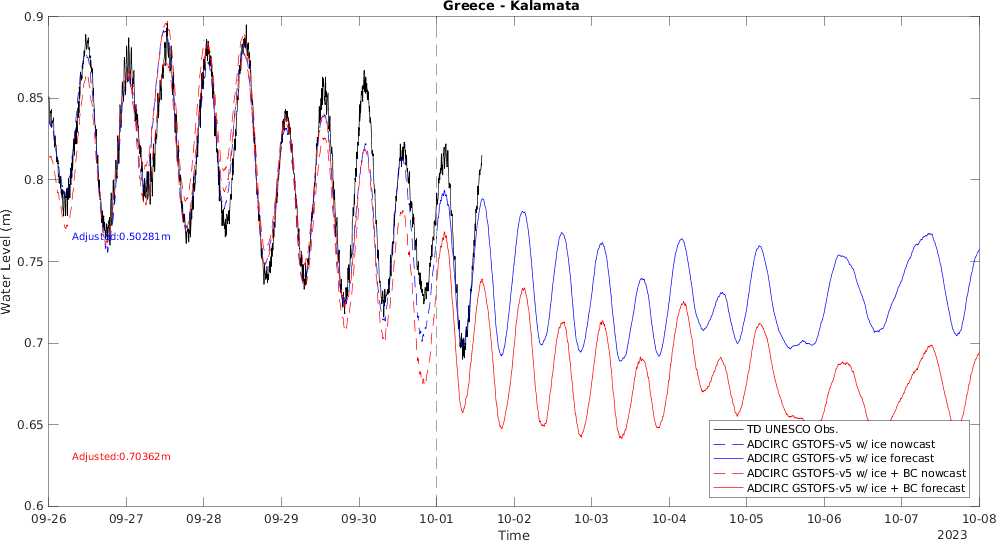 Greece - Kalamata
0.9
0.85
0.8
0.75
0.7
0.65
0.6
Water Level (m)
Adjusted:0.50281m
Adjusted:0.70362m
TD UNESCO Obs.
ADCIRC GSTOFS-v5 w/ ice nowcast
ADCIRC GSTOFS-v5 w/ ice forecast
ADCIRC GSTOFS-v5 w/ ice + BC nowcast
ADCIRC GSTOFS-v5 w/ ice + BC forecast
09-26 09-27 09-28 09-29 09-30 10-01 10-02 10-03 10-04 10-05 10-06 10-07 10-08
Time
2023